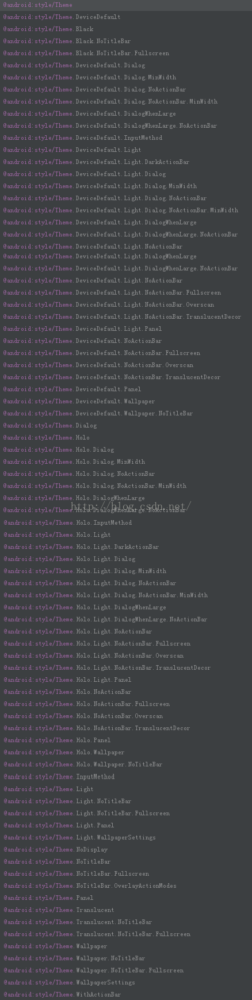 @android:style/Theme
@android:style/Theme.DeviceDefault
@android:style/Theme.Black
@android:style/Theme.Black.NoTitleBar
@android:style/Theme.Black.NoTitleBar.Fullscreen
@android:style/Theme.DeviceDefault.Dialog
@android:style/Theme.DeviceDefault.Dialog.MinWidth
@android:style/Theme.DeviceDefault.Dialog.NoActionBar
@android:style/Theme.DeviceDefault.Dialog.NoActionBar.MinWidth
@android:style/Theme.DeviceDefault.DialogWhenLarge
@android:style/Theme.DeviceDefault.DialogWhenLarge.NoActionBar
@android:style/Theme.DeviceDefault.InputMethod
@android:style/Theme.DeviceDefault.Light
@android:style/Theme.DeviceDefault.Light.DarkActionBar
@android:style/Theme.DeviceDefault.Light.Dialog
@android:style/Theme.DeviceDefault.Light.Dialog.MinWidth
@android:style/Theme.DeviceDefault.Light.Dialog.NoActionBar
@android:style/Theme.DeviceDefault.Light.Dialog.NoActionBar.MinWidth
@android:style/Theme.DeviceDefault.Light.DialogWhenLarge
@android:style/Theme.DeviceDefault.Light.DialogWhenLarge.NoActionBar
@android:style/Theme.DeviceDefault.Light.NoActionBar
@android:style/Theme.DeviceDefault.Light.DialogWhenLarge
@android:style/Theme.DeviceDefault.Light.DialogWhenLarge.NoActionBar
@android:style/Theme.DeviceDefault.Light.NoActionBar
@android:style/Theme.DeviceDefault.Light.NoActionBar.Fullscreen
@android:style/Theme.DeviceDefault.Light.NoActionBar.Overscan
@android:style/Theme.DeviceDefault.Light.NoActionBar.TranslucentDecor
@android:style/Theme.DeviceDefault.Light.Panel
@android:style/Theme.DeviceDefault.NoActionBar
@android:style/Theme.DeviceDefault.NoActionBar.Fullscreen
@android:style/Theme.DeviceDefault.NoActionBar.Overscan
@android:style/Theme.DeviceDefault.NoActionBar.TranslucentDecor
@android:style/Theme.DeviceDefault.Panel
@android:style/Theme.DeviceDefault.Wallpaper
@android:style/Theme.DeviceDefault.Wallpaper.NoTitleBar
@android:style/Theme.Dialog
@android:style/Theme.Holo
@android:style/Theme.Holo.Dialog
@android:style/Theme.Holo.Dialog.MinWidth
@android:style/Theme.Holo.Dialog.NoActionBar
@android:style/Theme.Holo.Dialog.NoActionBar.MinWidth
@android:style/Theme.Holo.DialogWhenLarge
http://blog.csdn.net/
@android:style/Theme.Holo.DialogWhenLarge.NoActionBar
@android:style/Theme.Holo.InputMethod
@android:style/Theme.Holo.Light
@android:style/Theme.Holo.Light.DarkActionBar
@android:style/Theme.Holo.Light.Dialog
@android:style/Theme.Holo.Light.Dialog.MinWidth
@android:style/Theme.Holo.Light.Dialog.NoActionBar
@android:style/Theme.Holo.Light.Dialog.NoActionBar.MinWidth
@android:style/Theme.Holo.Light.DialogWhenLarge
@android:style/Theme.Holo.Light.DialogWhenLarge.NoActionBar
@android:style/Theme.Holo.Light.NoActionBar
@android:style/Theme.Holo.Light.NoActionBar.Fullscreen
@android:style/Theme.Holo.Light.NoActionBar.Overscan
@android:style/Theme.Holo.Light.NoActionBar.TranslucentDecor
@android:style/Theme.Holo.Light.Panel
@android:style/Theme.Holo.NoActionBar
@android:style/Theme.Holo.NoActionBar.Fullscreen
@android:style/Theme.Holo.NoActionBar.Overscan
@android:style/Theme.Holo.NoActionBar.TranslucentDecor
@android:style/Theme.Holo.Panel
@android:style/Theme.Holo.Wallpaper
@android:style/Theme.Holo.Wallpaper.NoTitleBar
@android:style/Theme.InputMethod
@android:style/Theme.Light
@android:style/Theme.Light.NoTitleBar
@android:style/Theme.Light.NoTitleBar.Fullscreen
@android:style/Theme.Light.Panel
@android:style/Theme.Light.WallpaperSettings
@android:style/Theme.NoDisplay
@android:style/Theme.NoTitleBar
@android:style/Theme.NoTitleBar.Fullscreen
@android:style/Theme.NoTitleBar.OverlayActionModes
@android:style/Theme.Panel
@android:style/Theme.Translucent
@android:style/Theme.Translucent.NoTitleBar
@android:style/Theme.Translucent.NoTitleBar.Fullscreen
@android:style/Theme.Wallpaper
@android:style/Theme.Wallpaper.NoTitleBar
@android:style/Theme.Wallpaper.NoTitleBar.Fullscreen
@android:style/Theme.WallpaperSettings
@android:style/Theme.WithActionBar